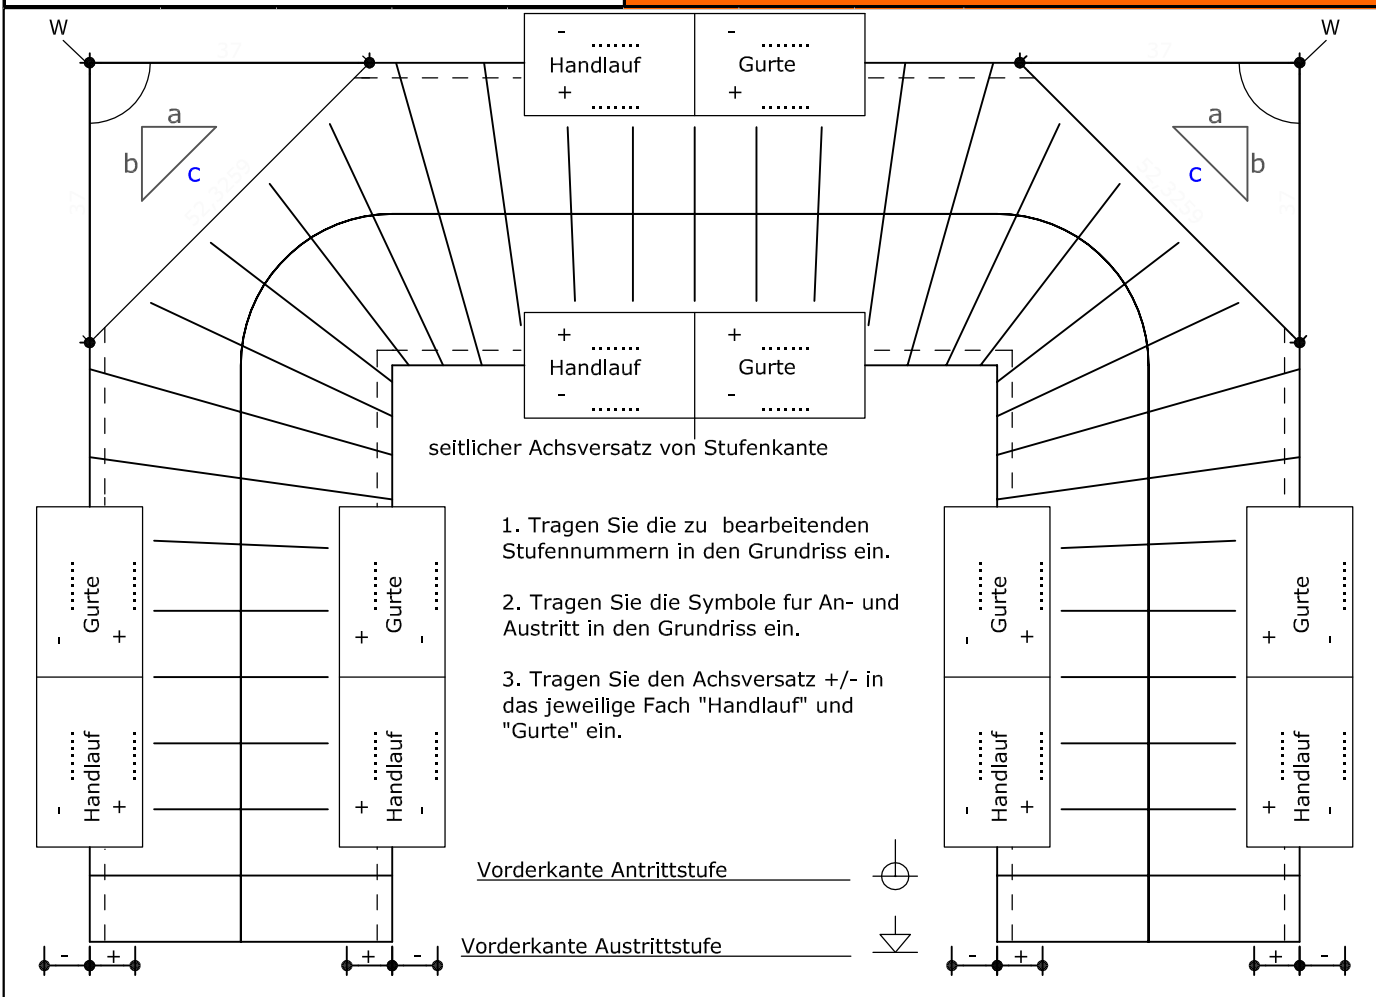 W
W
- .......
Handlauf
+ .......
- .......
Gurte
+ .......
a
b
c
a
b
c
+ .......
Handlauf
- .......
+ .......
Gurte
- .......
seitlicher Achsversatz von Stufenkante
1. Tragen Sie die zu bearbeitenden
Stufennummern in den Grundriss ein.
2. Tragen Sie die Symbole fur An- und
Austritt in den Grundriss ein.
3. Tragen Sie den Achsversatz +/- in
das jeweilige Fach "Handlauf" und
"Gurte" ein.
- .......
Gurte
+ .......
- .......
Handlauf
+ .......
+ .......
Gurte
- .......
+ .......
Handlauf
- .......
- .......
Gurte
+ .......
- .......
Handlauf
+ .......
+ .......
Gurte
- .......
+ .......
Handlauf
- .......
Vorderkante Antrittstufe
Vorderkante Austrittstufe
- +
+ -
- +
+ -